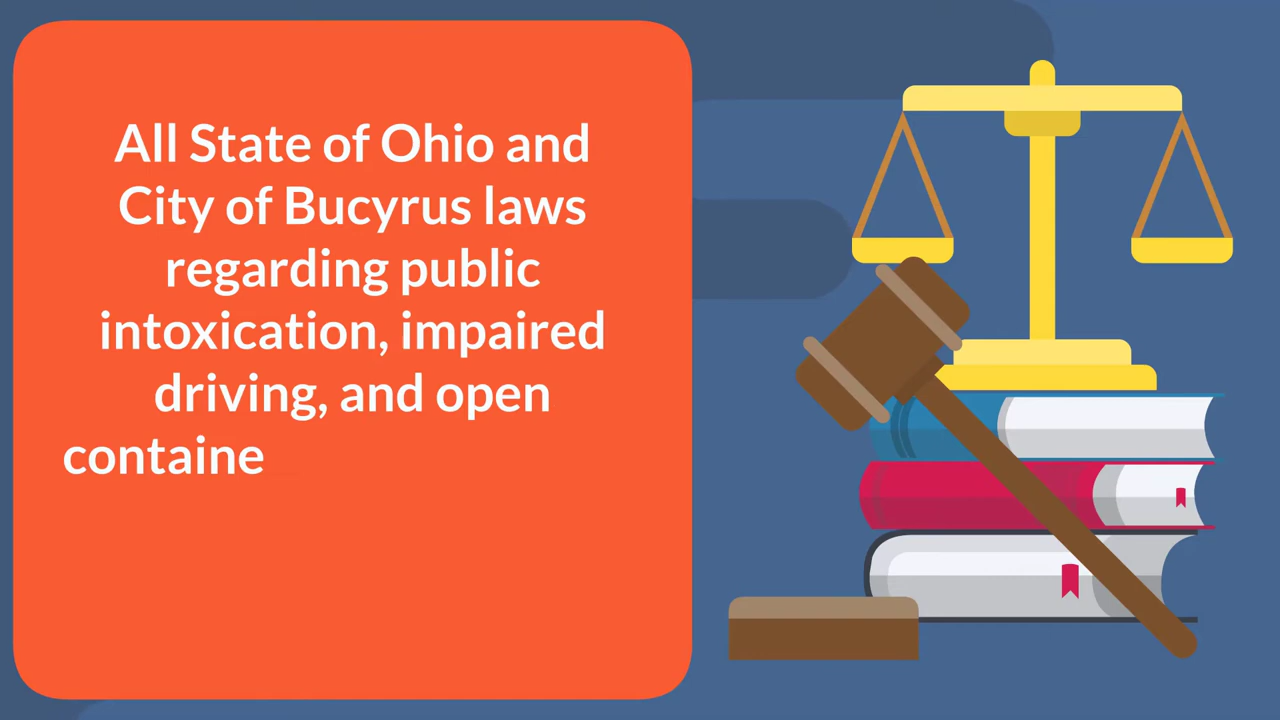 All State of Ohio and
City of Bucyrus laws
regarding public
intoxication, impaired
driving, and open
containe